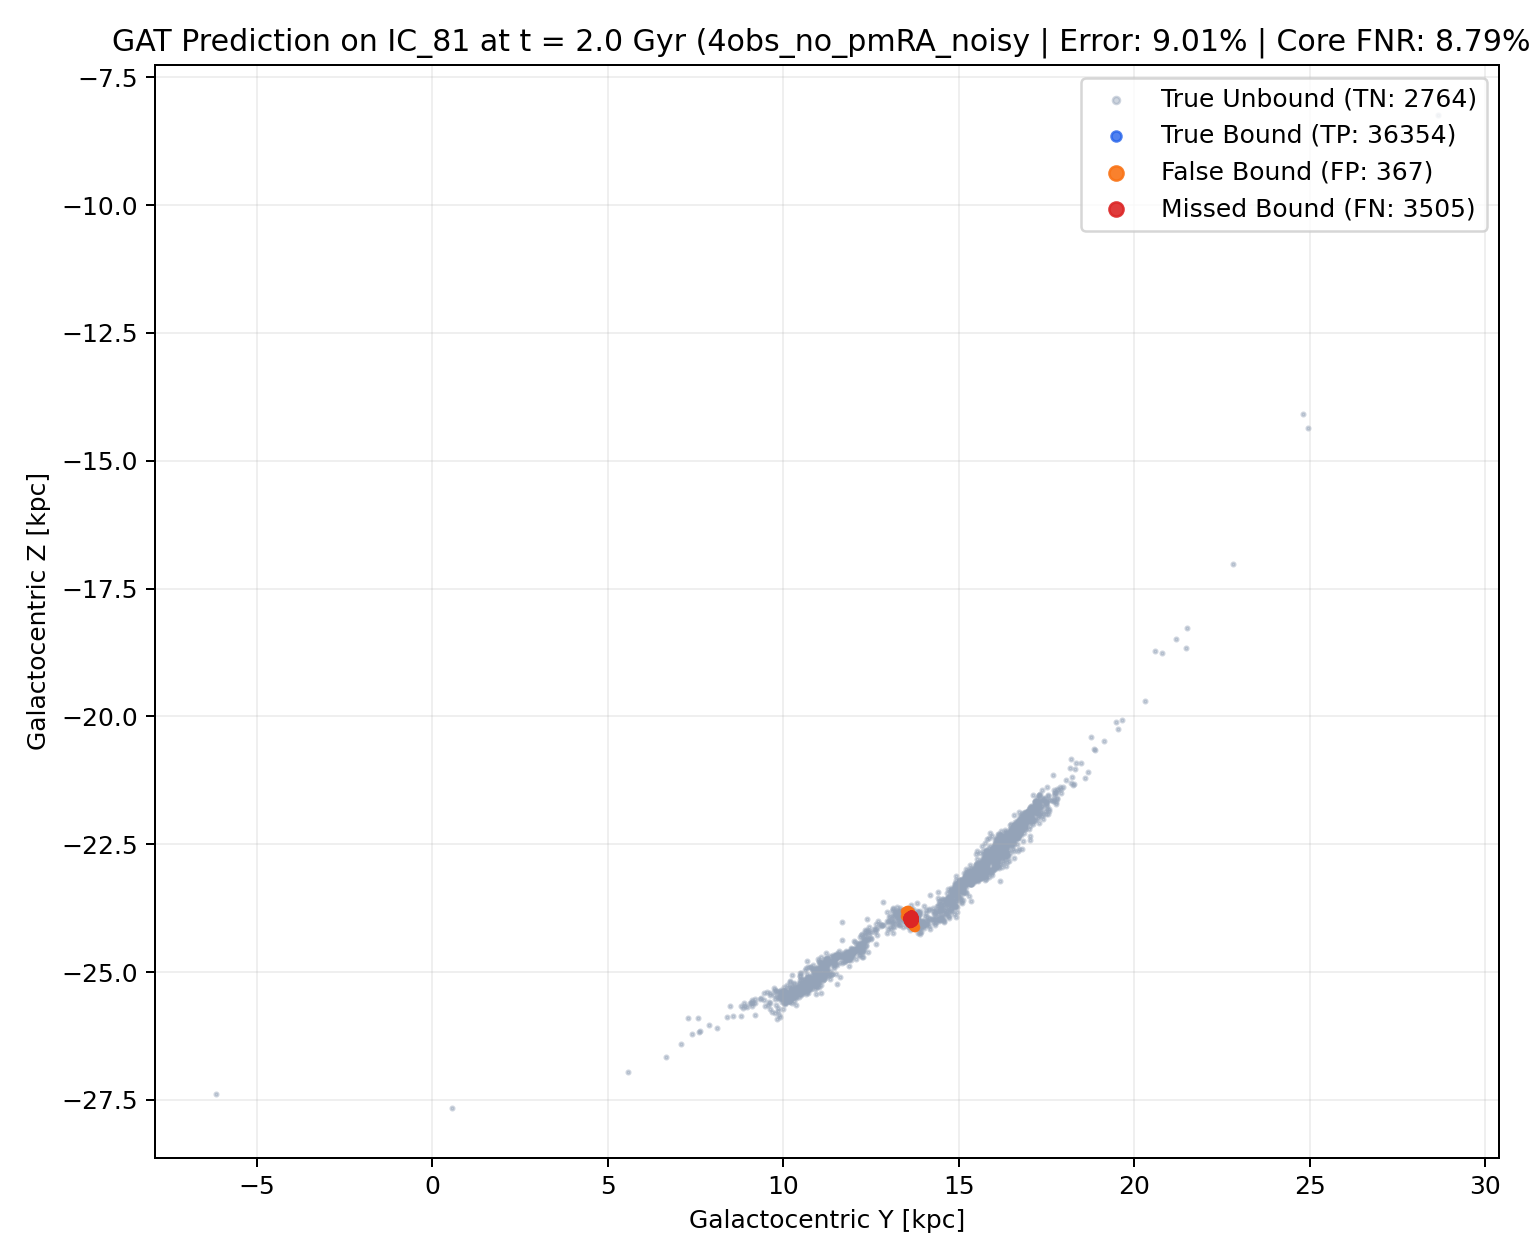 GAT Prediction on IC_81 at t = 2.0 Gyr (4obs_no_pmRA_noisy | Error: 9.01% | Core FNR: 8.79%
True Unbound (TN: 2764)
True Bound (TP: 36354)
False Bound (FP: 367)
Missed Bound (FN: 3505)
−7.5
−10.0
−12.5
−15.0
−17.5
−20.0
−22.5
−25.0
−27.5
Galactocentric Z [kpc]
−5
0
5
10
15
20
25
30
Galactocentric Y [kpc]